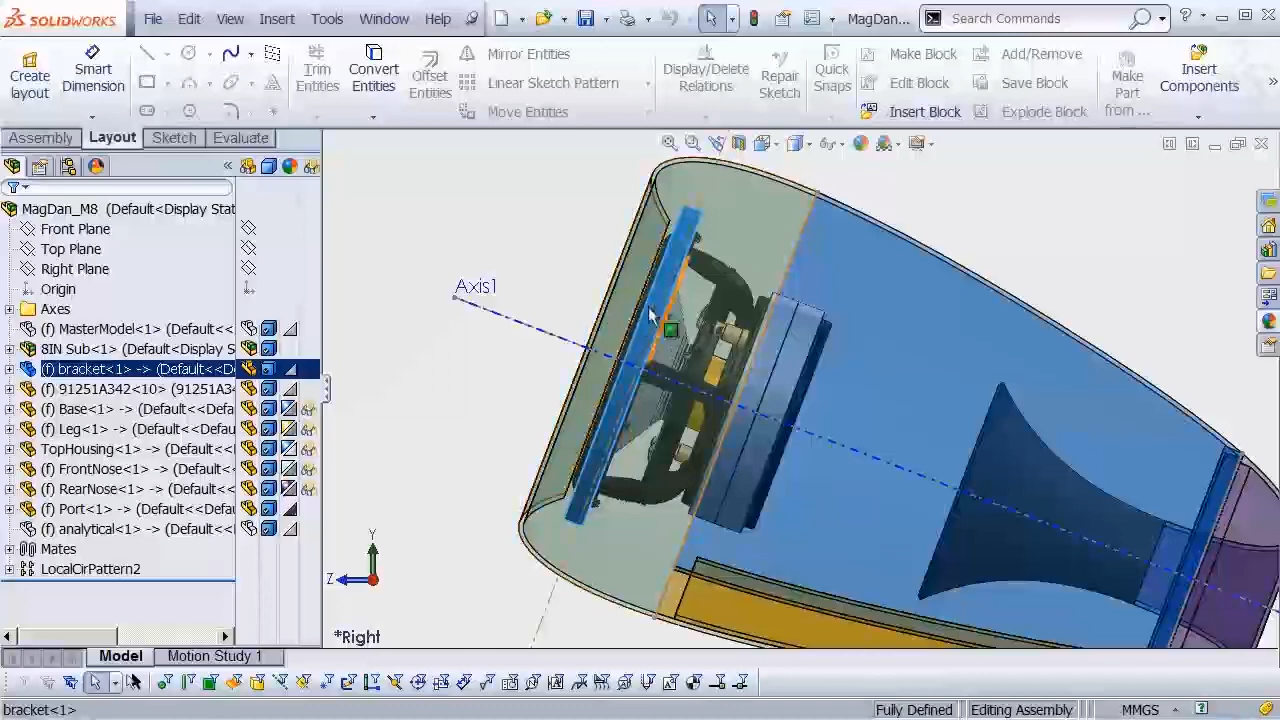 SOLIDWORKS File Edit View Insert Tools Window Help MagDan... Search Commands ?
Create layout
Smart Dimension
Trim Entities
Convert Entities
Offset Entities
Mirror Entities
Linear Sketch Pattern
Move Entities
Display/Delete Relations
Repair Sketch
Quick Snaps
Make Block
Edit Block
Insert Block
Add/Remove
Save Block
Explode Block
Make Part from ...
Insert Components
Assembly Layout Sketch Evaluate
MagDan_M8 (Default<Display Stat
Front Plane
Top Plane
Right Plane
Origin
Axes
(f) MasterModel<1> (Default<<
8IN Sub<1> (Default<Display S
(f) bracket<1> -> (Default<<D
(f) 91251A342<10> (91251A34
(f) Base<1> -> (Default<<Defa
(f) Leg<1> -> (Default<<Defau
TopHousing<1> -> (Default<<
(f) FrontNose<1> -> (Default<
(f) RearNose<1> -> (Default<
(f) Port<1> -> (Default<<Defau
(f) analytical<1> -> (Default<<
Mates
LocalCirPattern2
Axis1
Y
Z
*Right
Model Motion Study 1
bracket<1> Fully Defined Editing Assembly MMGS ?